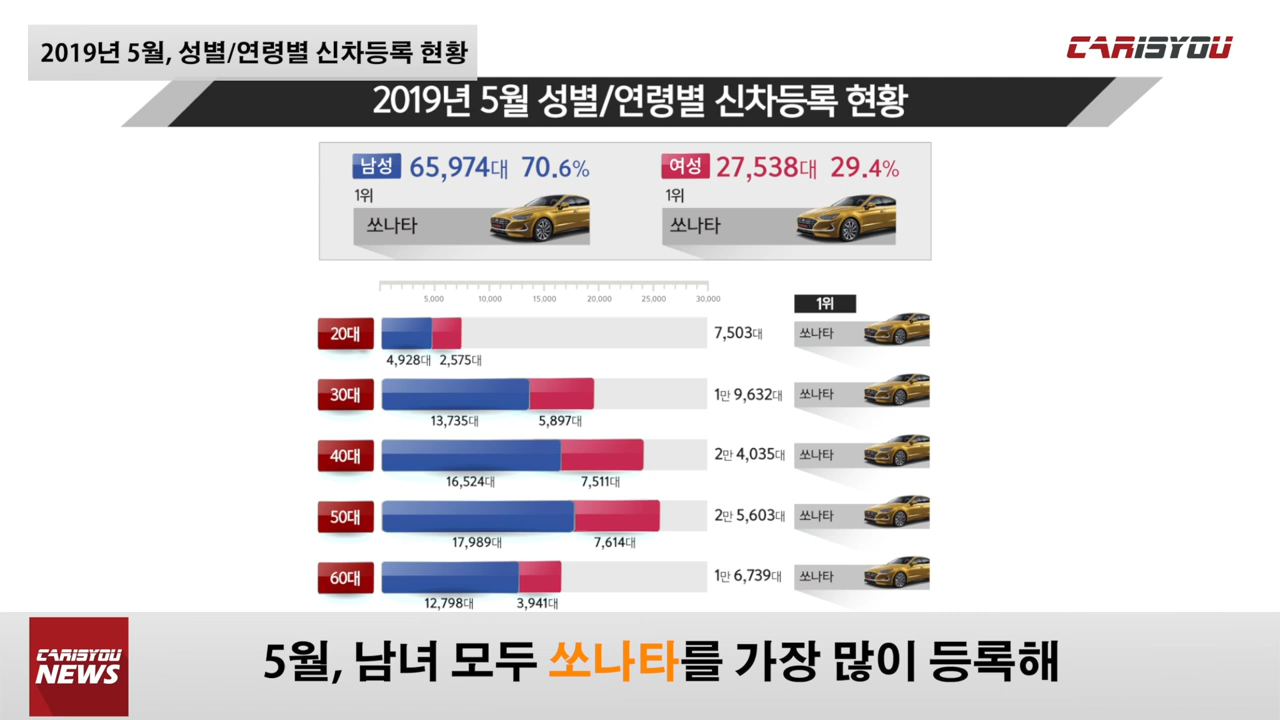 2019년 5월, 성별/연령별 신차등록 현황
CARISYOU
2019년 5월 성별/연령별 신차등록 현황
남성 65,974대 70.6%
1위
쏘나타
여성 27,538대 29.4%
1위
쏘나타
5,000 10,000 15,000 20,000 25,000 30,000
1위
20대 7,503대 쏘나타
4,928대 2,575대
30대 1만 9,632대 쏘나타
13,735대 5,897대
40대 2만 4,035대 쏘나타
16,524대 7,511대
50대 2만 5,603대 쏘나타
17,989대 7,614대
60대 1만 6,739대 쏘나타
12,798대 3,941대
CARISYOU
NEWS
5월, 남녀 모두 쏘나타를 가장 많이 등록해